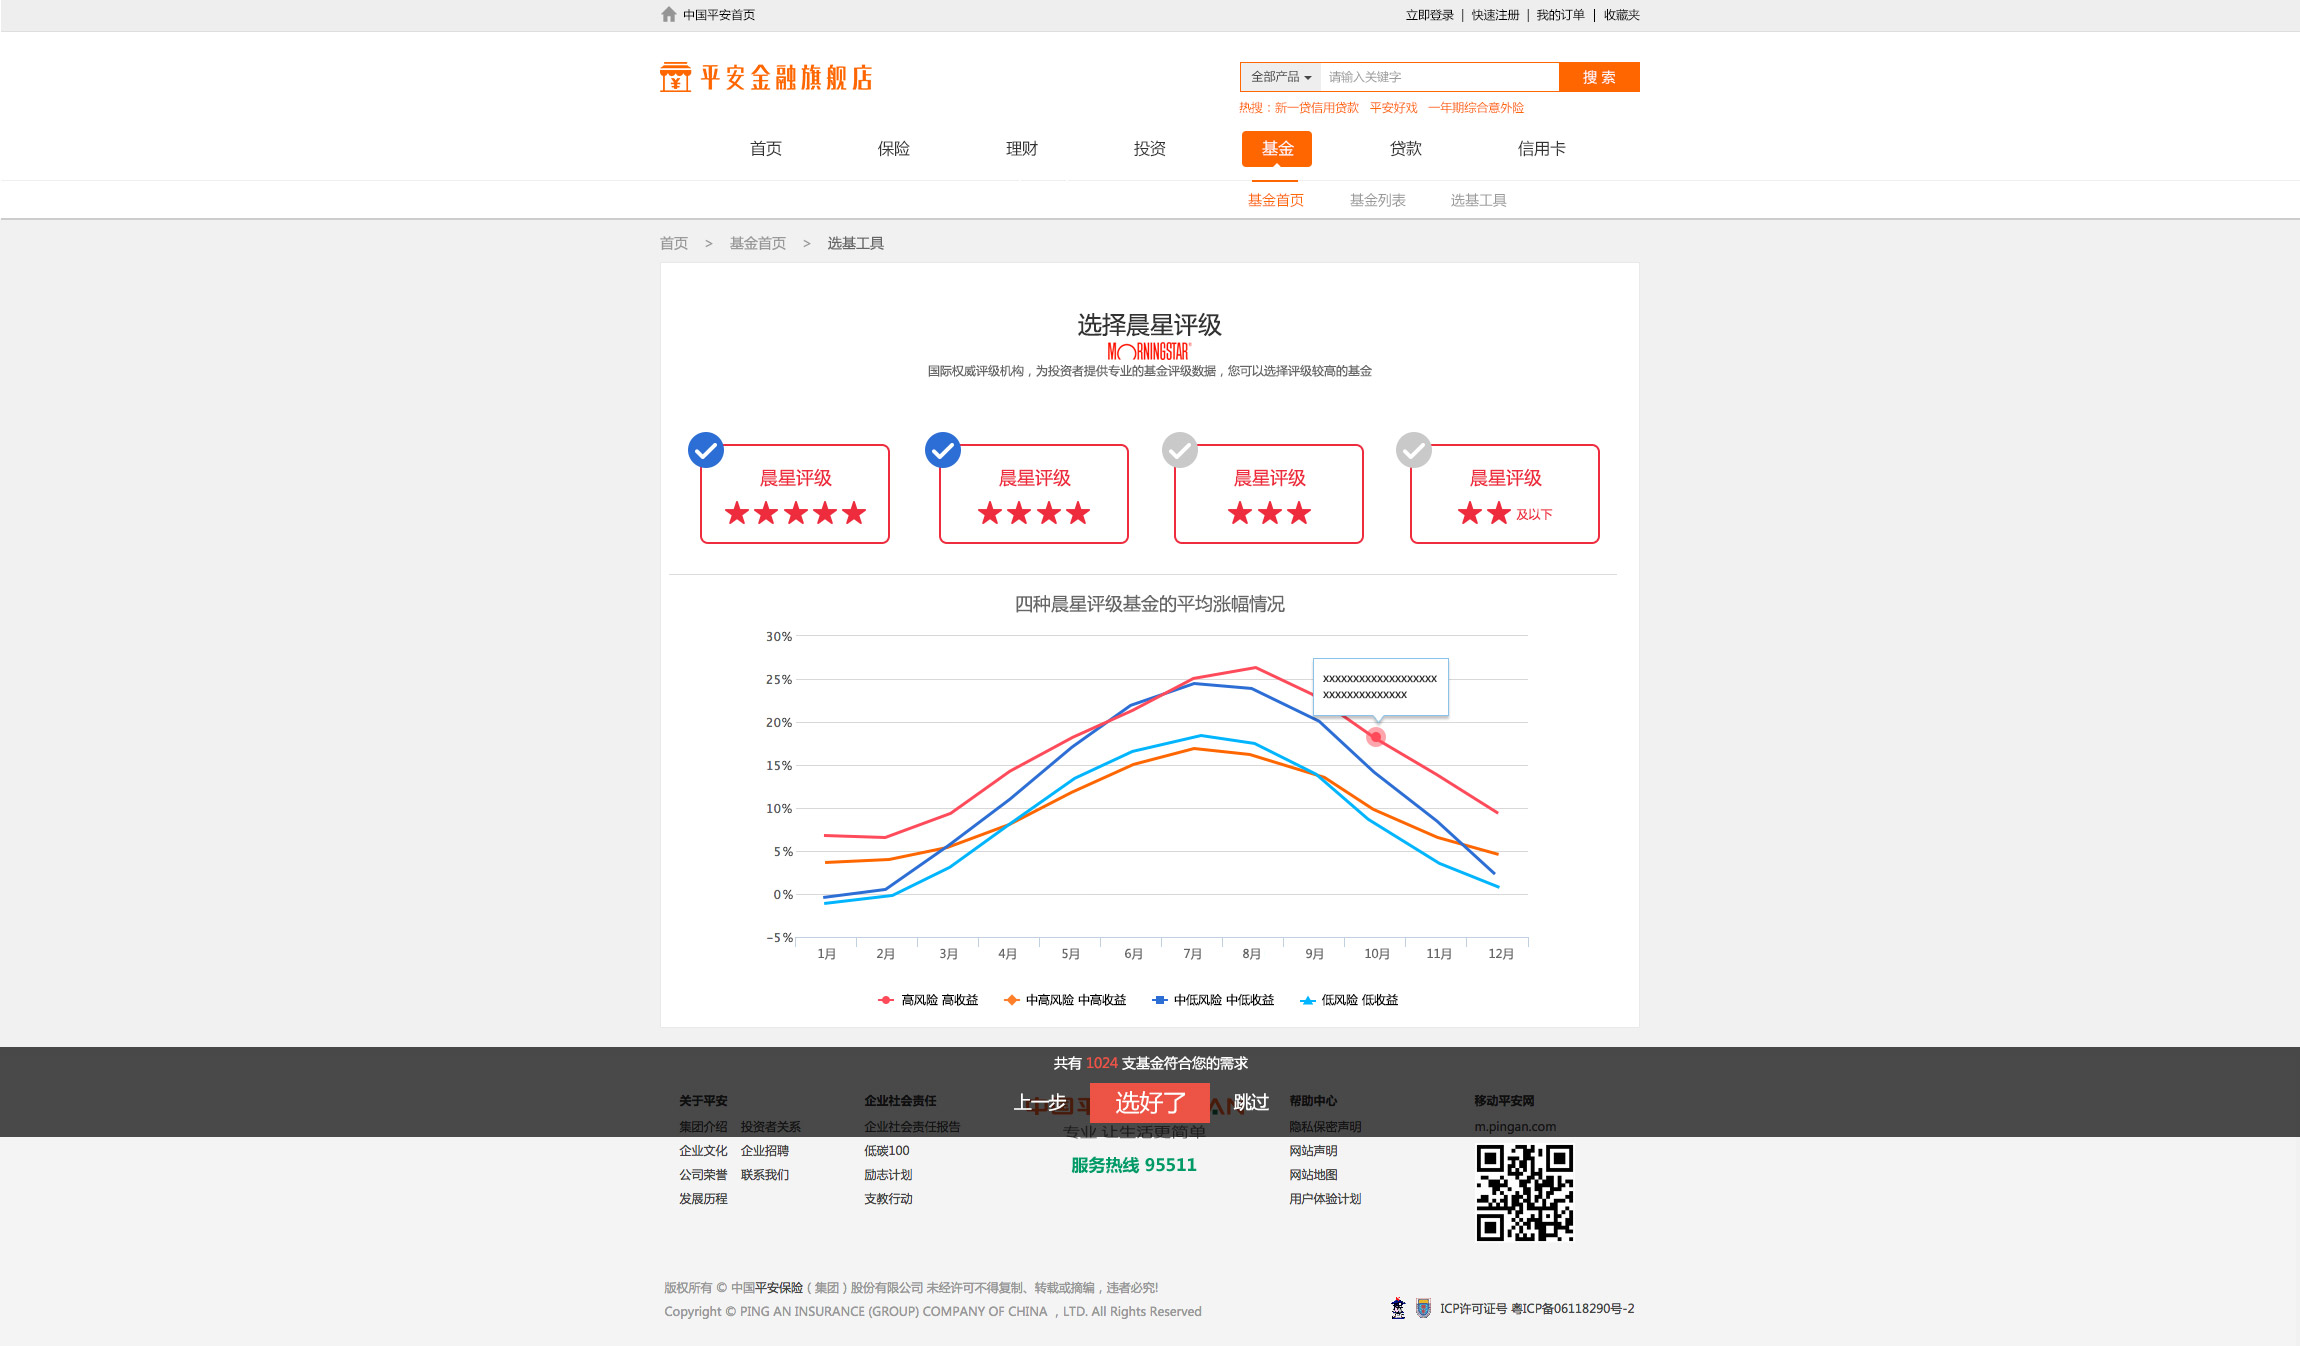 中国平安首页
立即登录 | 快速注册 | 我的订单 | 收藏夹
平安金融旗舰店
全部产品 请输入关键字 搜 索
热搜：新一贷信用贷款 平安好戏 一年期综合意外险
首页 保险 理财 投资 基金 贷款 信用卡
基金首页 基金列表 选基工具
首页 > 基金首页 > 选基工具
选择晨星评级
MORNINGSTAR
国际权威评级机构，为投资者提供专业的基金评级数据，您可以选择评级较高的基金
晨星评级 晨星评级 晨星评级 晨星评级
及以下
四种晨星评级基金的平均涨幅情况
30%
25%
20%
15%
10%
5%
0%
-5%
xxxxxxxxxxxxxxxxxxx
xxxxxxxxxxxxxx
1月 2月 3月 4月 5月 6月 7月 8月 9月 10月 11月 12月
高风险 高收益 中高风险 中高收益 中低风险 中低收益 低风险 低收益
共有 1024 支基金符合您的需求
上一步 选好了 跳过
关于平安 企业社会责任 帮助中心 移动平安网
集团介绍 投资者关系 企业社会责任报告 隐私保密声明 m.pingan.com
专业 让生活更简单
企业文化 企业招聘 低碳100 网站声明
服务热线 95511
公司荣誉 联系我们 励志计划 网站地图
发展历程 支教行动 用户体验计划
版权所有 © 中国平安保险（集团）股份有限公司 未经许可不得复制、转载或摘编，违者必究!
Copyright © PING AN INSURANCE (GROUP) COMPANY OF CHINA ，LTD. All Rights Reserved
ICP许可证号 粤ICP备06118290号-2